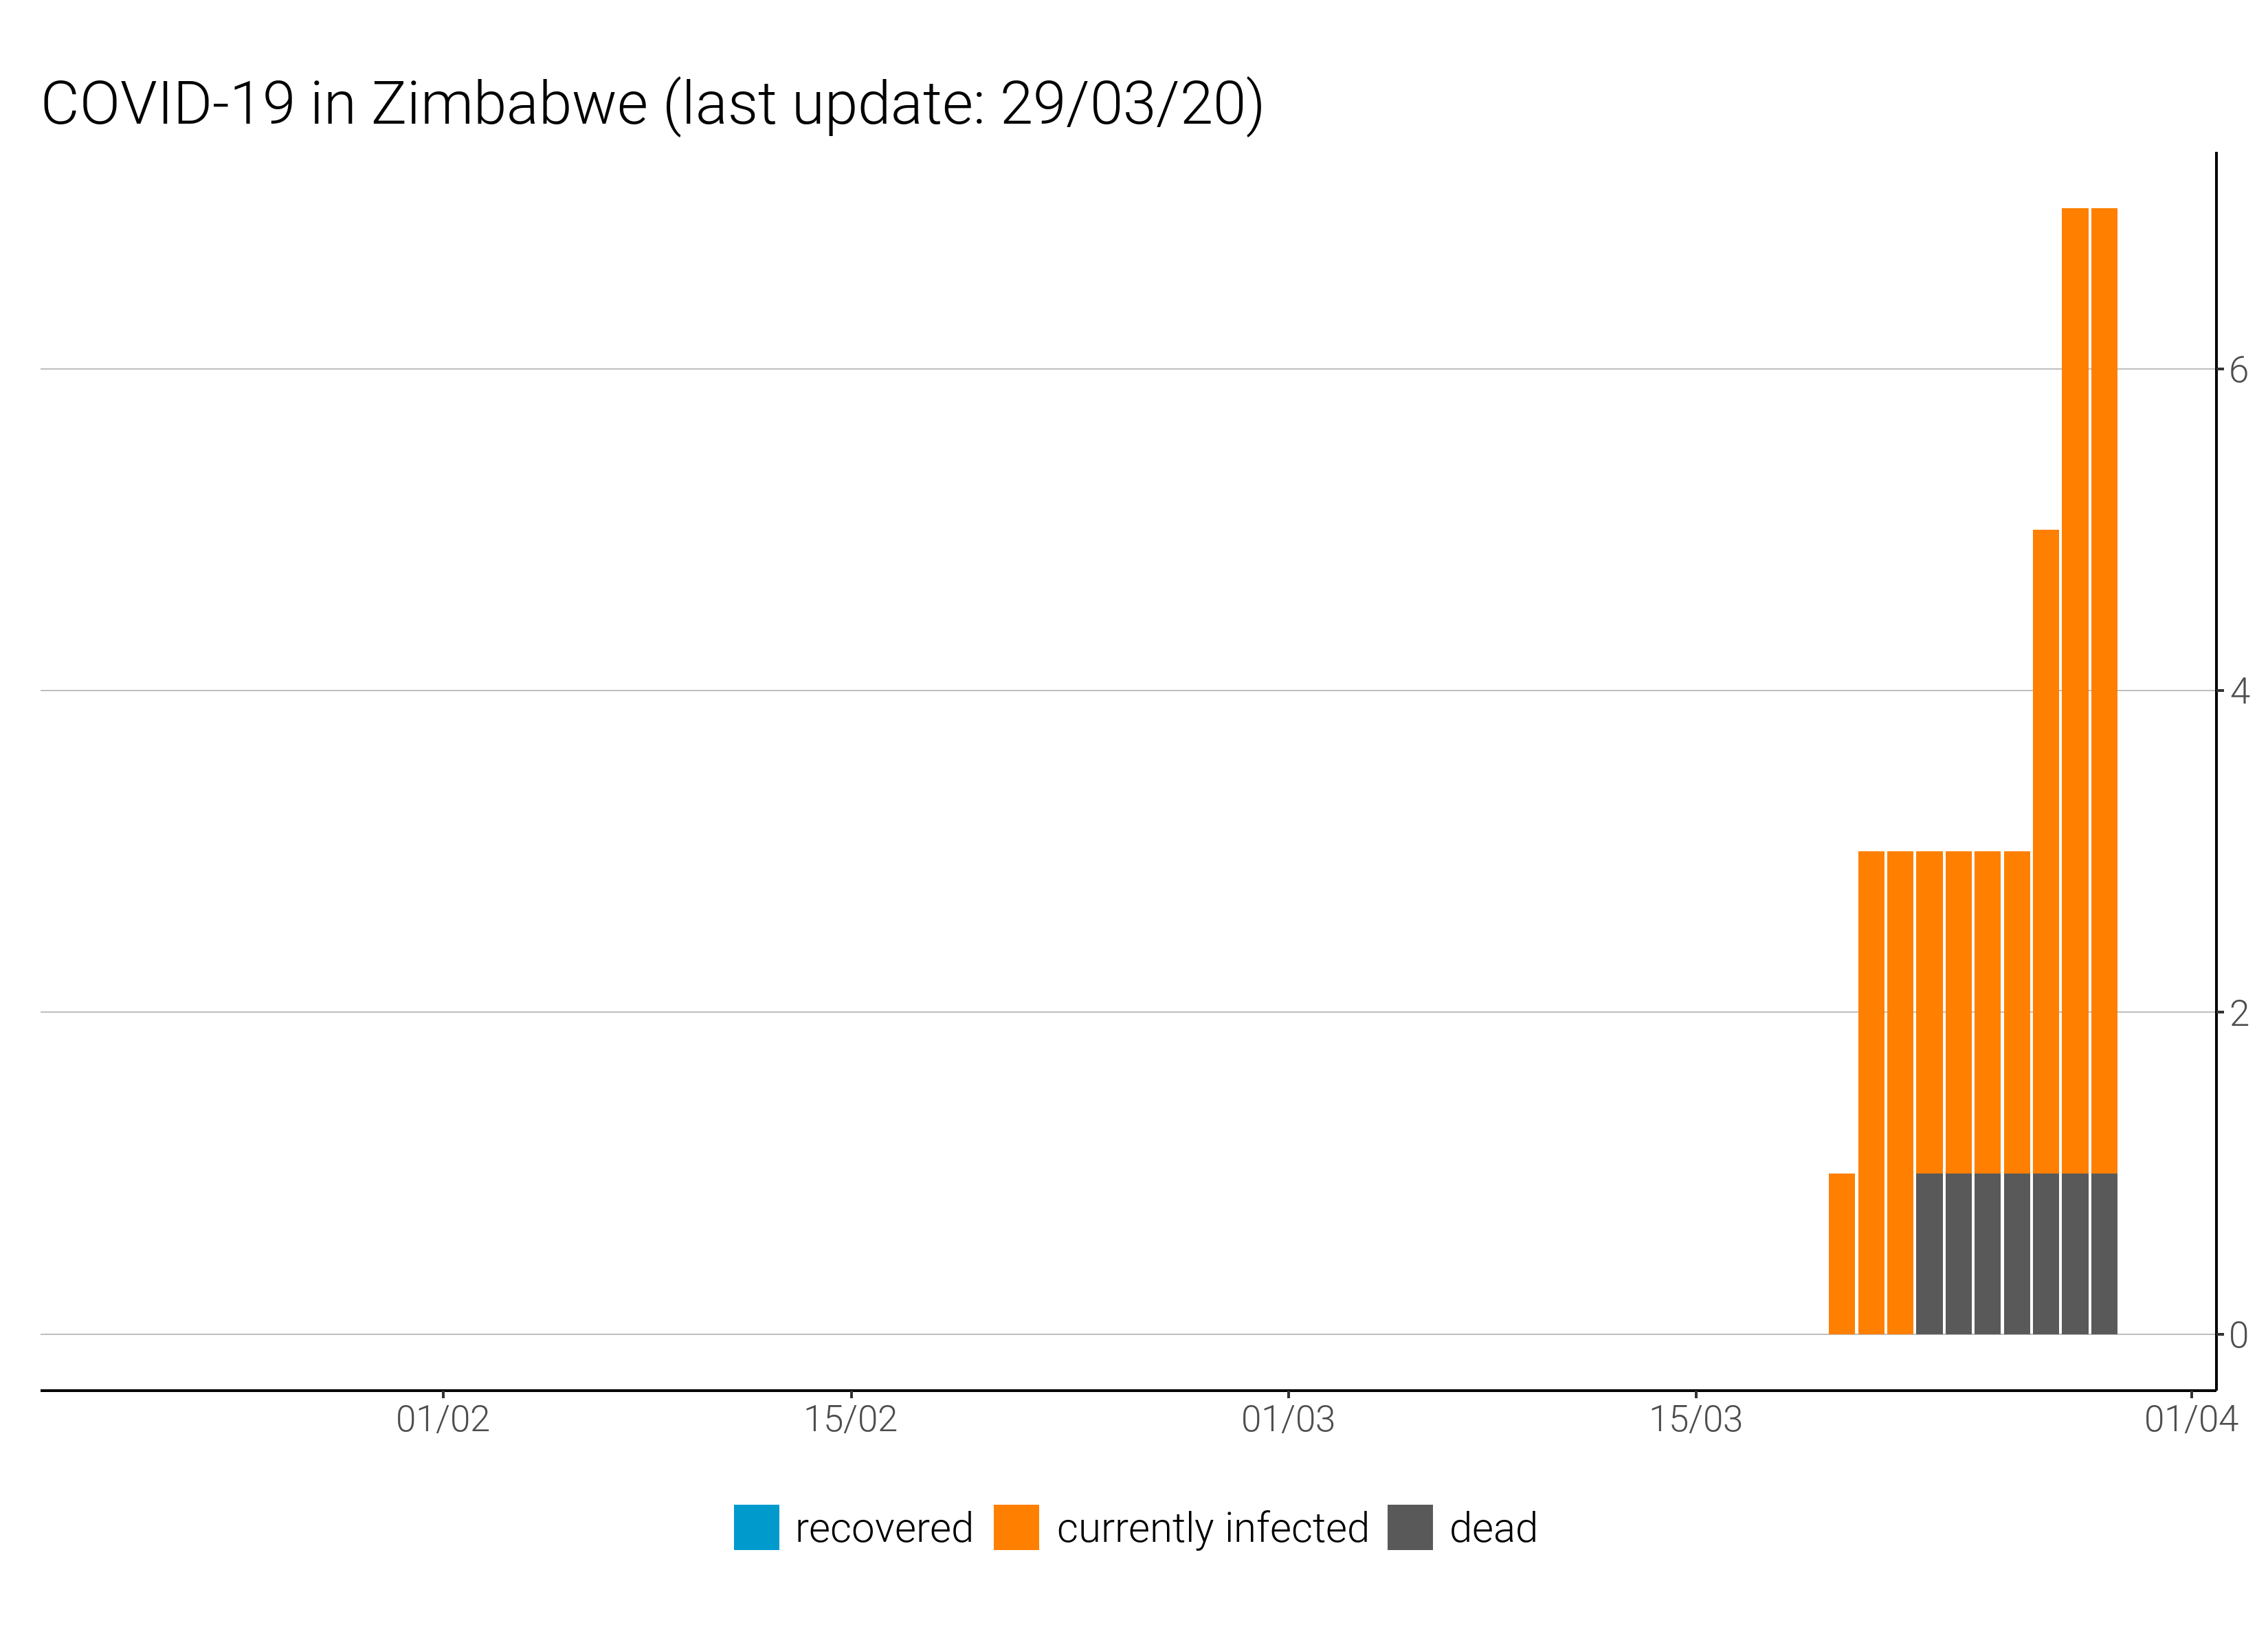 COVID-19 in Zimbabwe (last update: 29/03/20)
6
4
2
0
01/02 15/02 01/03 15/03 01/04
recovered currently infected dead